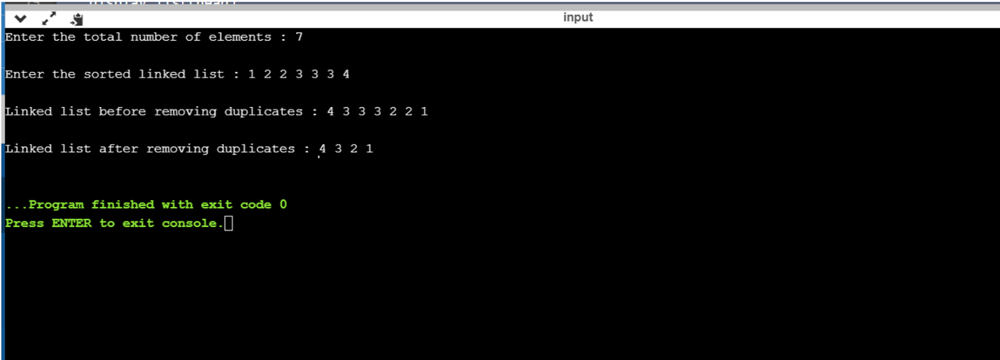 input
Enter the total number of elements : 7
Enter the sorted linked list : 1 2 2 3 3 3 4
Linked list before removing duplicates : 4 3 3 3 2 2 1
Linked list after removing duplicates : 4 3 2 1
...Program finished with exit code 0
Press ENTER to exit console.